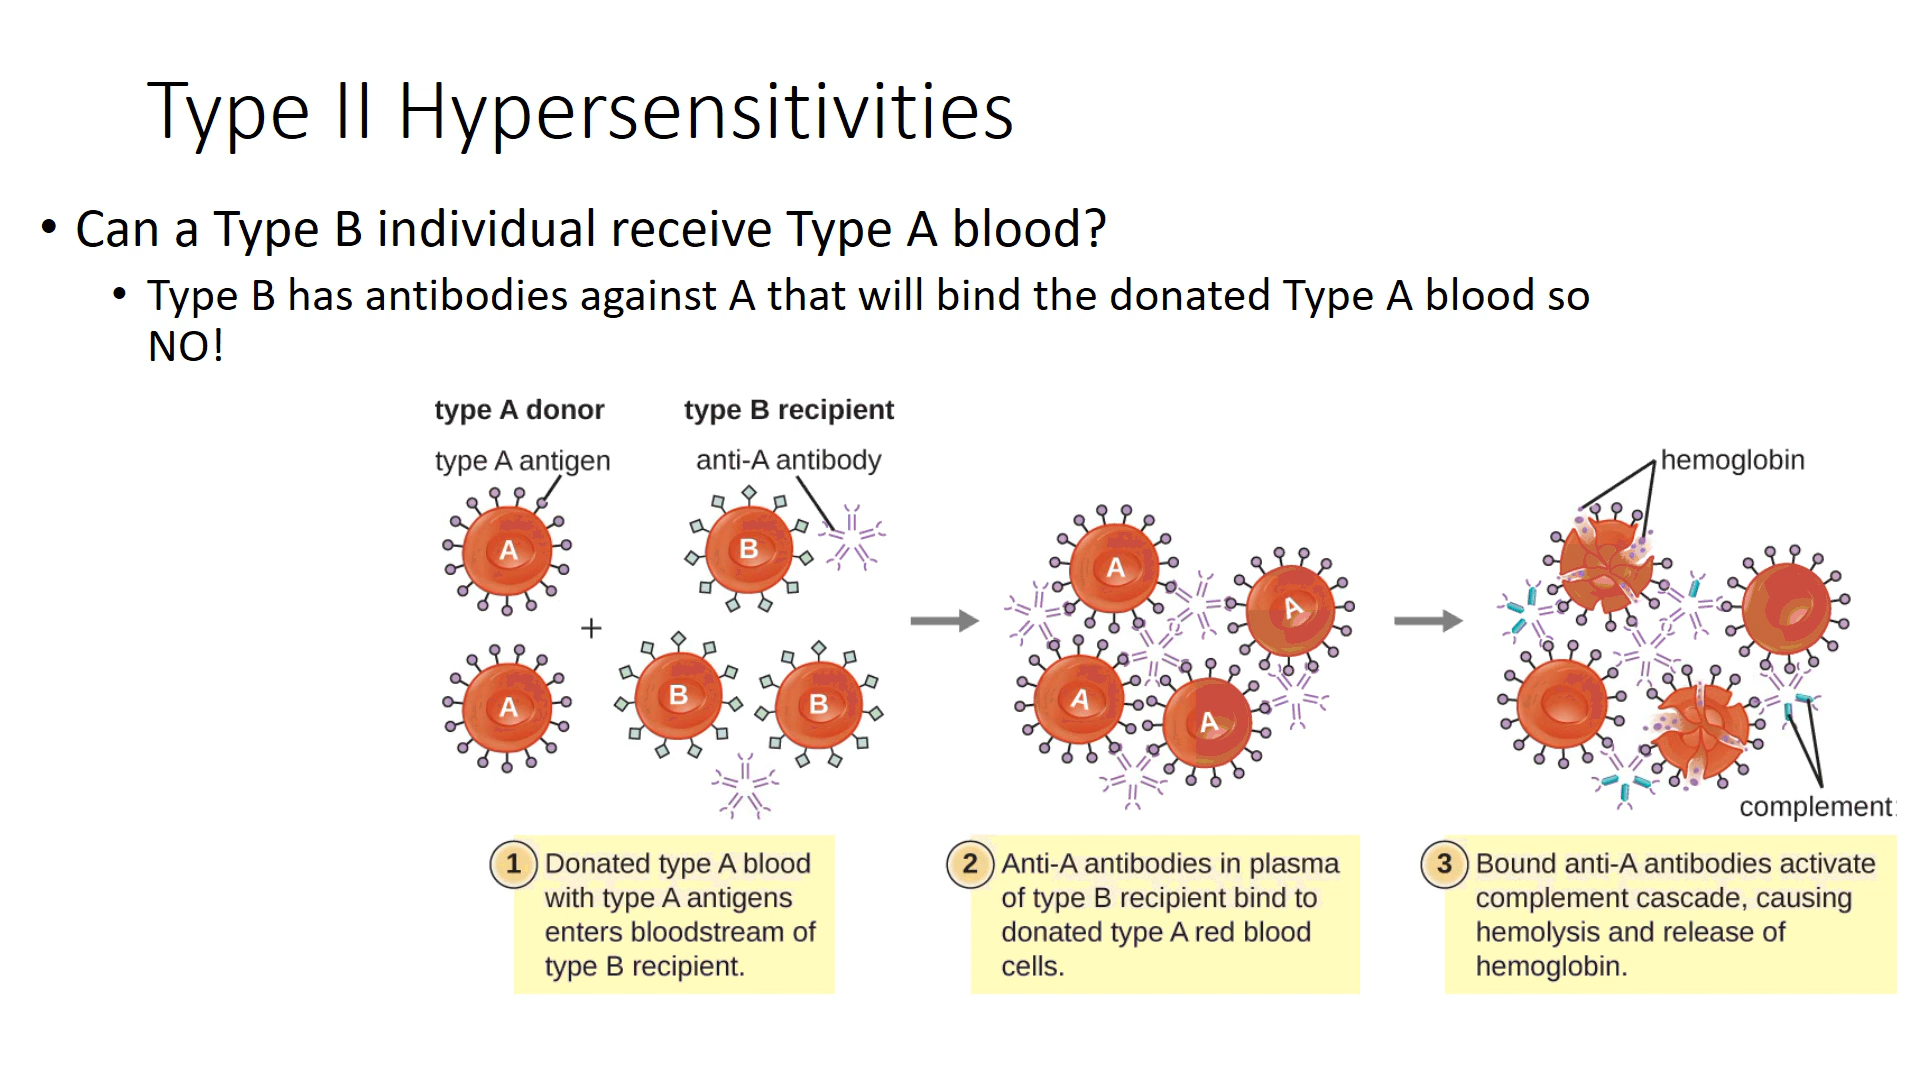 Type II Hypersensitivities
• Can a Type B individual receive Type A blood?
• Type B has antibodies against A that will bind the donated Type A blood so
NO!
type A donor
type B recipient
type A antigen
anti-A antibody
hemoglobin
A
B
A
A
A
B
B
A
A
+
complement
1 Donated type A blood
with type A antigens
enters bloodstream of
type B recipient.
2 Anti-A antibodies in plasma
of type B recipient bind to
donated type A red blood
cells.
3 Bound anti-A antibodies activate
complement cascade, causing
hemolysis and release of
hemoglobin.